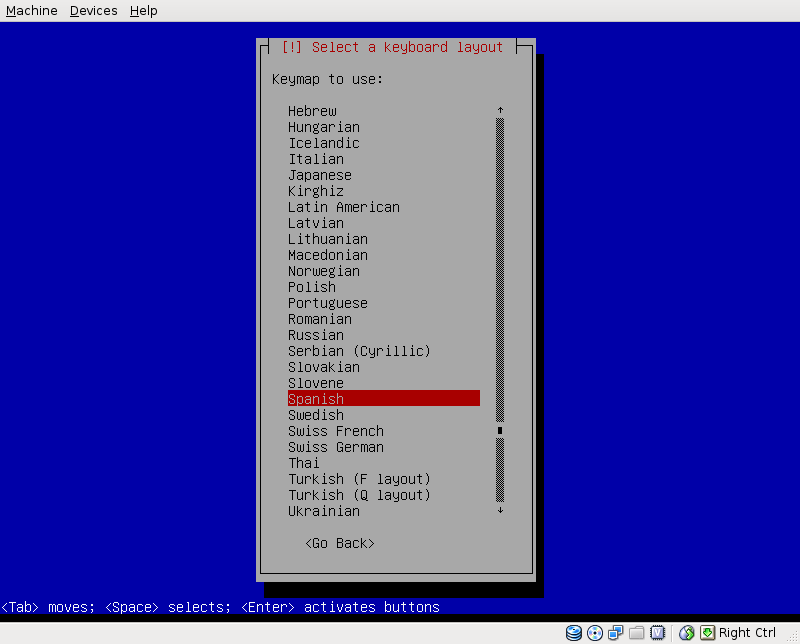 Machine Devices Help
[!] Select a keyboard layout
Keymap to use:
Hebrew
Hungarian
Icelandic
Italian
Japanese
Kirghiz
Latin American
Latvian
Lithuanian
Macedonian
Norwegian
Polish
Portuguese
Romanian
Russian
Serbian (Cyrillic)
Slovakian
Slovene
Spanish
Swedish
Swiss French
Swiss German
Thai
Turkish (F layout)
Turkish (Q layout)
Ukrainian
<Go Back>
<Tab> moves; <Space> selects; <Enter> activates buttons
Right Ctrl